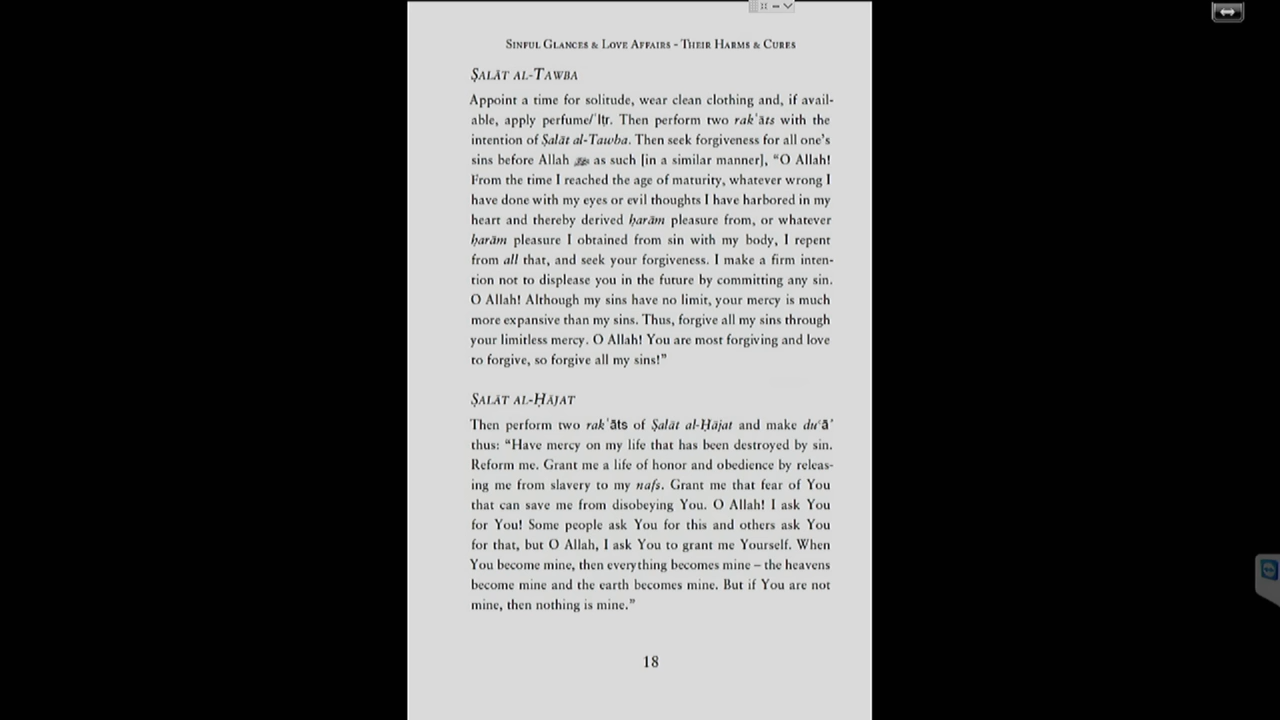 Sinful Glances & Love Affairs - Their Harms & Cures
Ṣalāt al-Tawba
Appoint a time for solitude, wear clean clothing and, if avail-
able, apply perfume/ʿIṭr. Then perform two rakʿāts with the
intention of Ṣalāt al-Tawba. Then seek forgiveness for all one's
sins before Allah ﷻ as such [in a similar manner], “O Allah!
From the time I reached the age of maturity, whatever wrong I
have done with my eyes or evil thoughts I have harbored in my
heart and thereby derived ḥarām pleasure from, or whatever
ḥarām pleasure I obtained from sin with my body, I repent
from all that, and seek your forgiveness. I make a firm inten-
tion not to displease you in the future by committing any sin.
O Allah! Although my sins have no limit, your mercy is much
more expansive than my sins. Thus, forgive all my sins through
your limitless mercy. O Allah! You are most forgiving and love
to forgive, so forgive all my sins!”
Ṣalāt al-Ḥājat
Then perform two rakʿāts of Ṣalāt al-Ḥājat and make duʿāʾ
thus: “Have mercy on my life that has been destroyed by sin.
Reform me. Grant me a life of honor and obedience by releas-
ing me from slavery to my nafs. Grant me that fear of You
that can save me from disobeying You. O Allah! I ask You
for You! Some people ask You for this and others ask You
for that, but O Allah, I ask You to grant me Yourself. When
You become mine, then everything becomes mine – the heavens
become mine and the earth becomes mine. But if You are not
mine, then nothing is mine.”
18